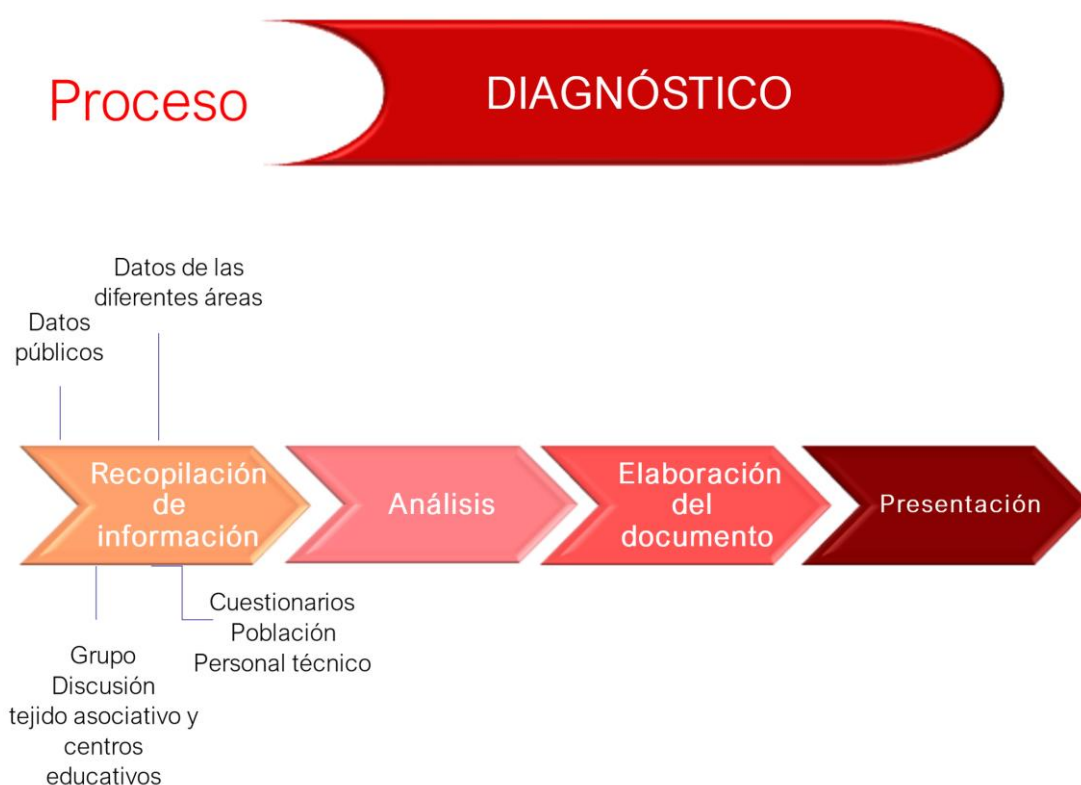 Proceso
DIAGNÓSTICO
Datos de las
diferentes áreas
Datos
públicos
Recopilación
de
información
Análisis
Elaboración
del
documento
Presentación
Cuestionarios
Población
Personal técnico
Grupo
Discusión
tejido asociativo y
centros
educativos